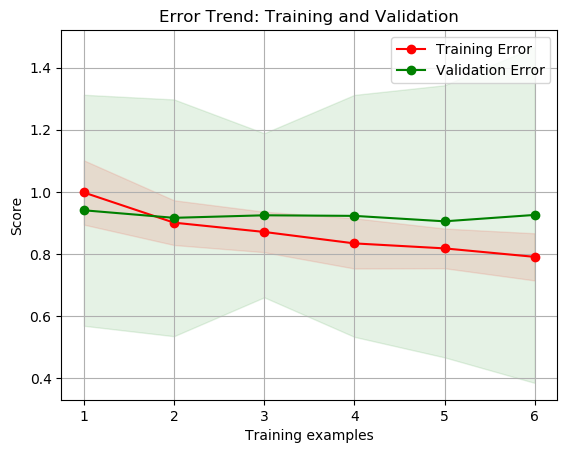 Error Trend: Training and Validation
Training Error
Validation Error
1.4
1.2
1.0
0.8
0.6
0.4
Score
1 2 3 4 5 6
Training examples